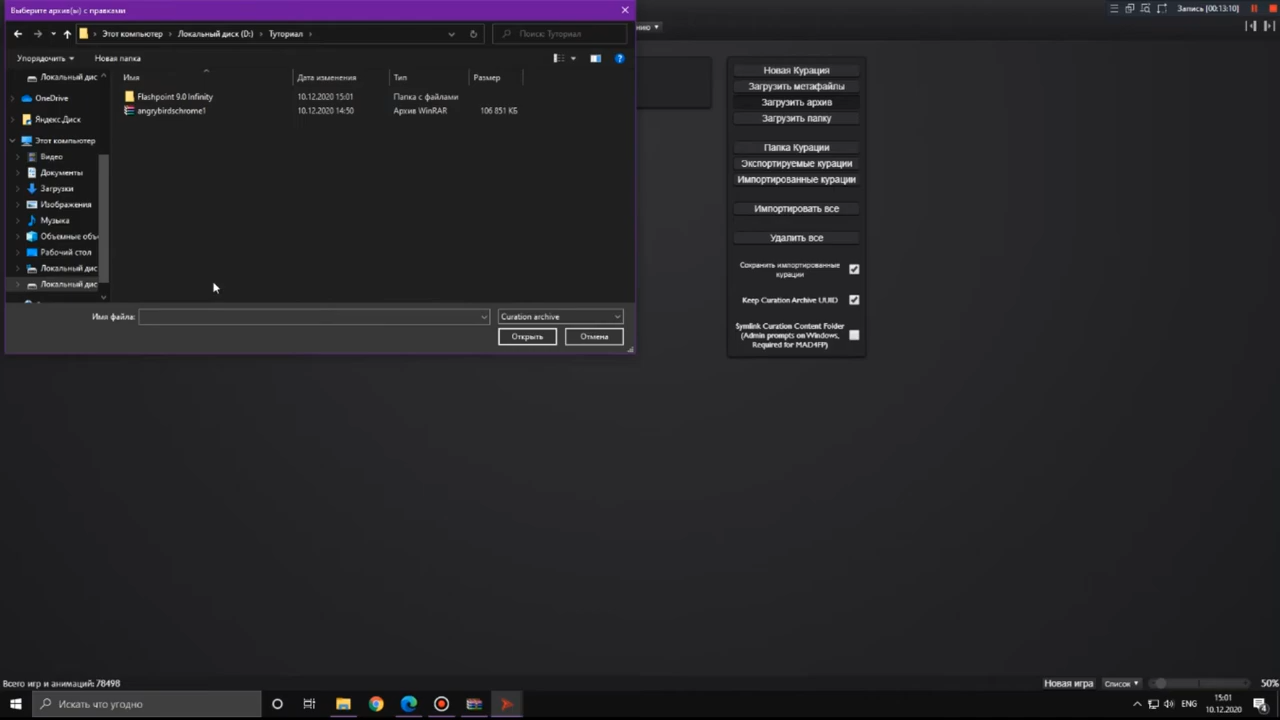 Выберите архив(ы) с правками
Запись [00:13:10]
Этот компьютер > Локальный диск (D:) > Туториал >
Поиск: Туториал
Упорядочить
Новая папка
Имя
Дата изменения
Тип
Размер
Flashpoint 9.0 Infinity
10.12.2020 15:01
Папка с файлами
angrybirdschrome1
10.12.2020 14:50
Архив WinRAR
106 851 КБ
Локальный дис
OneDrive
Яндекс.Диск
Этот компьютер
Видео
Документы
Загрузки
Изображения
Музыка
Объемные объ
Рабочий стол
Локальный дис
Локальный дис
Имя файла:
Curation archive
Открыть
Отмена
Новая Курация
Загрузить метафайлы
Загрузить архив
Загрузить папку
Папка Курации
Экспортируемые курации
Импортированные курации
Импортировать все
Удалить все
Сохранить импортированные
курации
Keep Curation Archive UUID
Symlink Curation Content Folder
(Admin prompts on Windows,
Required for MAD4FP)
Всего игр и анимаций: 78498
Новая игра
Список
50%
Искать что угодно
ENG
15:01
10.12.2020
4